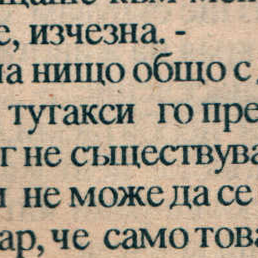 е, изчезна. -
нищо общо с
тутакси го пре
г не съществува
и не може да се
ар, че само това